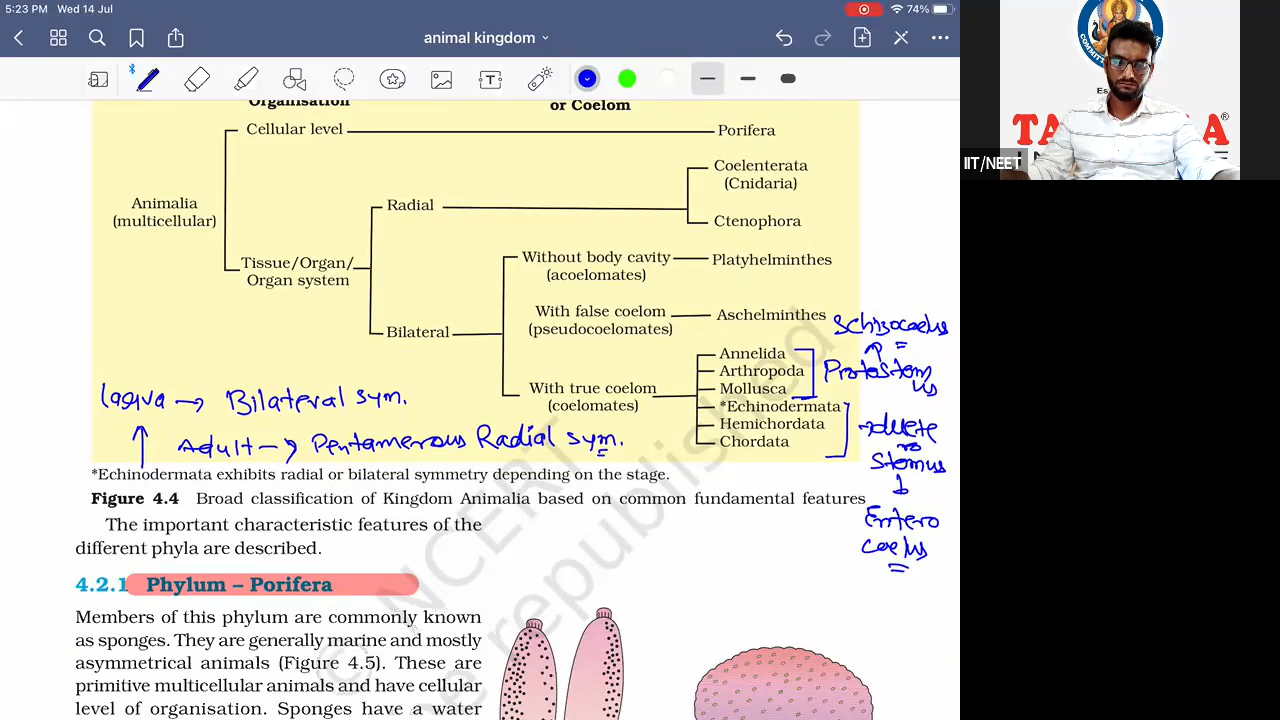 5:23 PM Wed 14 Jul
74%
animal kingdom
Organisation
or Coelom
Cellular level
Porifera
Coelenterata
(Cnidaria)
Animalia
(multicellular)
Radial
Ctenophora
Tissue/Organ/
Organ system
Without body cavity
(acoelomates)
Platyhelminthes
Bilateral
With false coelom
(pseudocoelomates)
Aschelminthes
Schizocoelus
Annelida
Arthropoda
Mollusca
Protostom
us
With true coelom
(coelomates)
*Echinodermata
Hemichordata
Chordata
Larva → Bilateral sym.
Adult → Pentamerous Radial sym.
Stomus
Entero
coelus
*Echinodermata exhibits radial or bilateral symmetry depending on the stage.
Figure 4.4 Broad classification of Kingdom Animalia based on common fundamental features
The important characteristic features of the
different phyla are described.
4.2.1 Phylum – Porifera
Members of this phylum are commonly known
as sponges. They are generally marine and mostly
asymmetrical animals (Figure 4.5). These are
primitive multicellular animals and have cellular
level of organisation. Sponges have a water
NCERT
republished
IIT/NEET